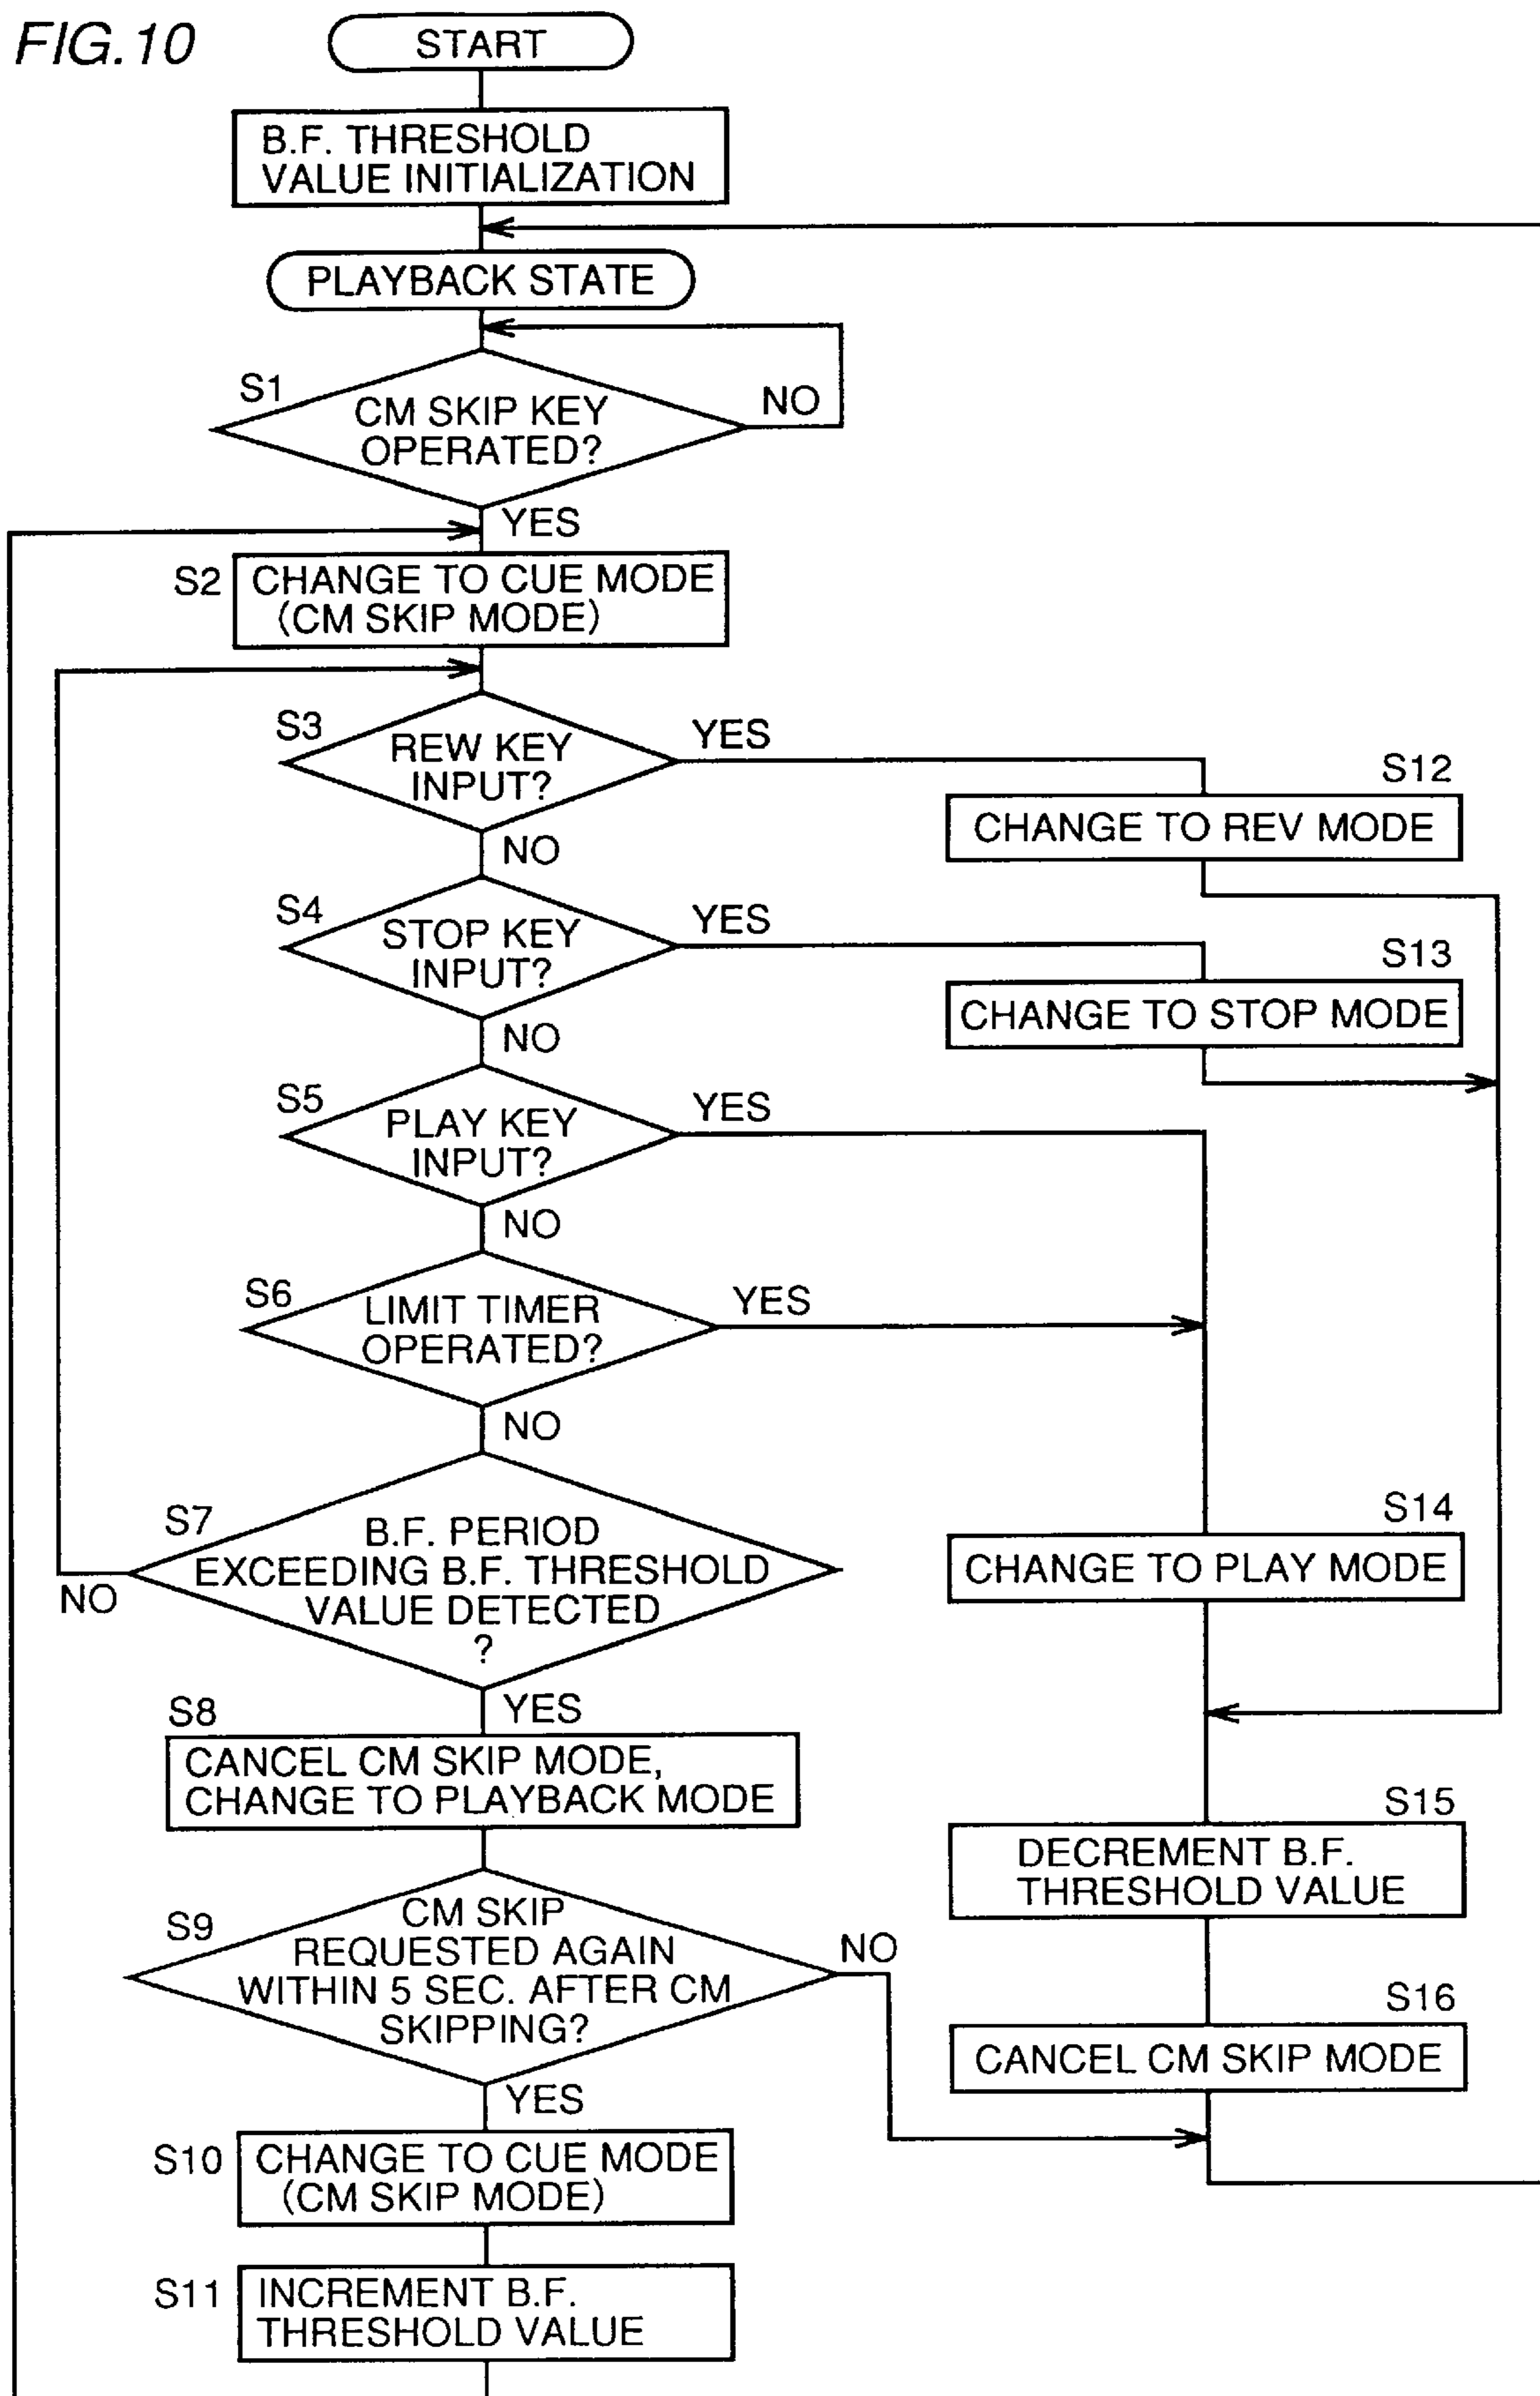 FIG.10
START
B.F. THRESHOLD
VALUE INITIALIZATION
PLAYBACK STATE
S1
CM SKIP KEY
OPERATED?
NO
YES
S2
CHANGE TO CUE MODE
(CM SKIP MODE)
S3
REW KEY
INPUT?
YES
NO
S12
CHANGE TO REV MODE
S4
STOP KEY
INPUT?
YES
NO
S13
CHANGE TO STOP MODE
S5
PLAY KEY
INPUT?
YES
NO
S6
LIMIT TIMER
OPERATED?
YES
NO
S7
B.F. PERIOD
EXCEEDING B.F. THRESHOLD
VALUE DETECTED
?
NO
YES
S14
CHANGE TO PLAY MODE
S8
CANCEL CM SKIP MODE,
CHANGE TO PLAYBACK MODE
S15
DECREMENT B.F.
THRESHOLD VALUE
S9
CM SKIP
REQUESTED AGAIN
WITHIN 5 SEC. AFTER CM
SKIPPING?
NO
YES
S16
CANCEL CM SKIP MODE
S10
CHANGE TO CUE MODE
(CM SKIP MODE)
S11
INCREMENT B.F.
THRESHOLD VALUE